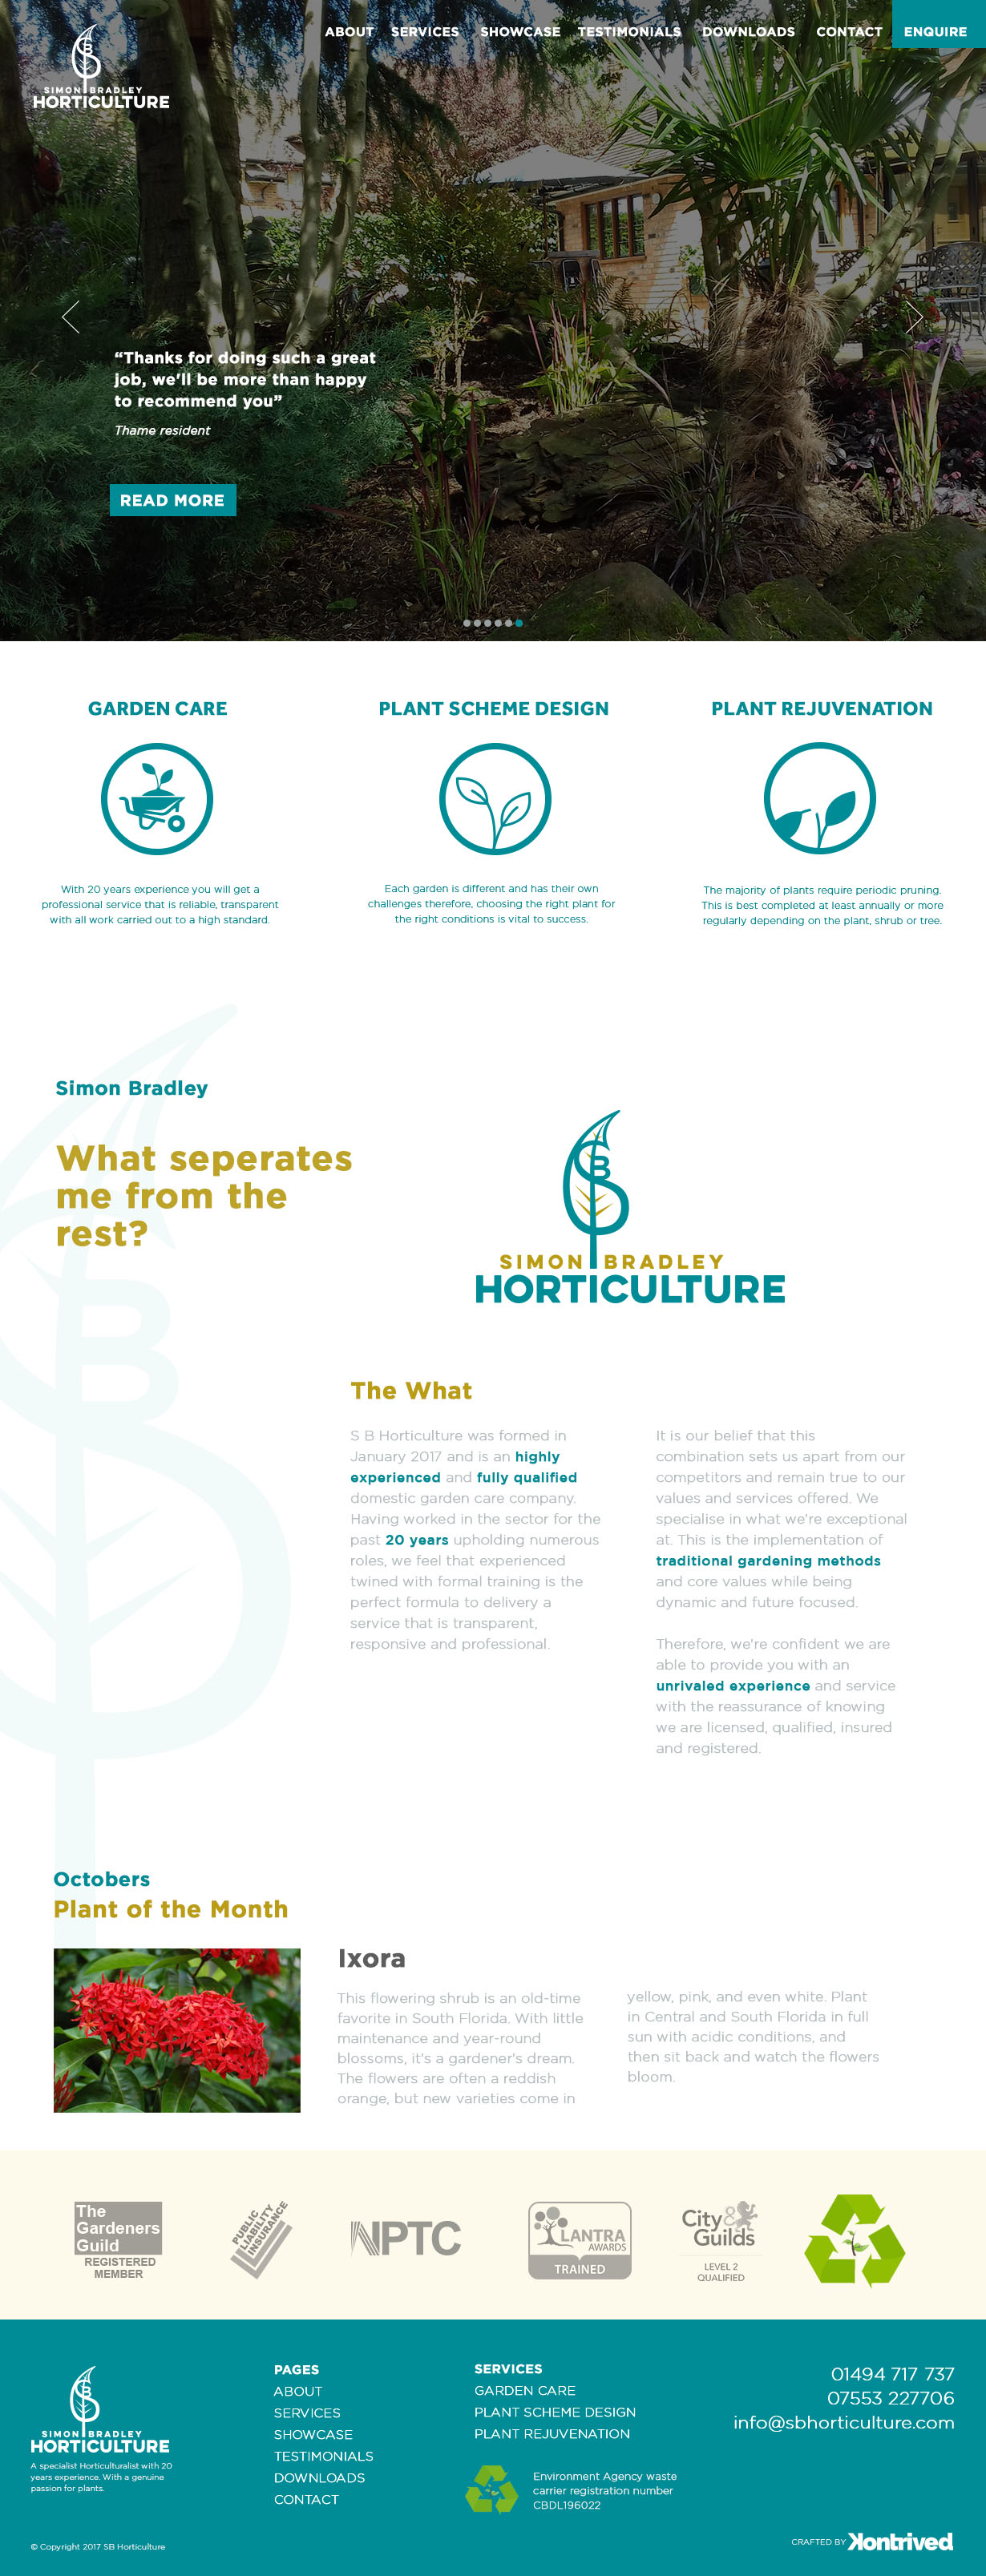 SB
SIMON BRADLEY
HORTICULTURE
ABOUT SERVICES SHOWCASE TESTIMONIALS DOWNLOADS CONTACT ENQUIRE
“Thanks for doing such a great
job, we'll be more than happy
to recommend you”
Thame resident
READ MORE
GARDEN CARE
With 20 years experience you will get a
professional service that is reliable, transparent
with all work carried out to a high standard.
PLANT SCHEME DESIGN
Each garden is different and has their own
challenges therefore, choosing the right plant for
the right conditions is vital to success.
PLANT REJUVENATION
The majority of plants require periodic pruning.
This is best completed at least annually or more
regularly depending on the plant, shrub or tree.
Simon Bradley
What seperates
me from the
rest?
SB
SIMON BRADLEY
HORTICULTURE
The What
S B Horticulture was formed in
January 2017 and is an highly
experienced and fully qualified
domestic garden care company.
Having worked in the sector for the
past 20 years upholding numerous
roles, we feel that experienced
twined with formal training is the
perfect formula to delivery a
service that is transparent,
responsive and professional.
It is our belief that this
combination sets us apart from our
competitors and remain true to our
values and services offered. We
specialise in what we're exceptional
at. This is the implementation of
traditional gardening methods
and core values while being
dynamic and future focused.
Therefore, we're confident we are
able to provide you with an
unrivaled experience and service
with the reassurance of knowing
we are licensed, qualified, insured
and registered.
Octobers
Plant of the Month
Ixora
This flowering shrub is an old-time
favorite in South Florida. With little
maintenance and year-round
blossoms, it's a gardener's dream.
The flowers are often a reddish
orange, but new varieties come in
yellow, pink, and even white. Plant
in Central and South Florida in full
sun with acidic conditions, and
then sit back and watch the flowers
bloom.
The
Gardeners
Guild
REGISTERED
MEMBER
PUBLIC
LIABILITY
INSURANCE
NPTC
LANTRA
AWARDS
TRAINED
City &
Guilds
LEVEL 2
QUALIFIED
SB
SIMON BRADLEY
HORTICULTURE
A specialist Horticulturalist with 20
years experience. With a genuine
passion for plants.
© Copyright 2017 SB Horticulture
PAGES
ABOUT
SERVICES
SHOWCASE
TESTIMONIALS
DOWNLOADS
CONTACT
SERVICES
GARDEN CARE
PLANT SCHEME DESIGN
PLANT REJUVENATION
Environment Agency waste
carrier registration number
CBDL196022
01494 717 737
07553 227706
info@sbhorticulture.com
CRAFTED BY Kontrived